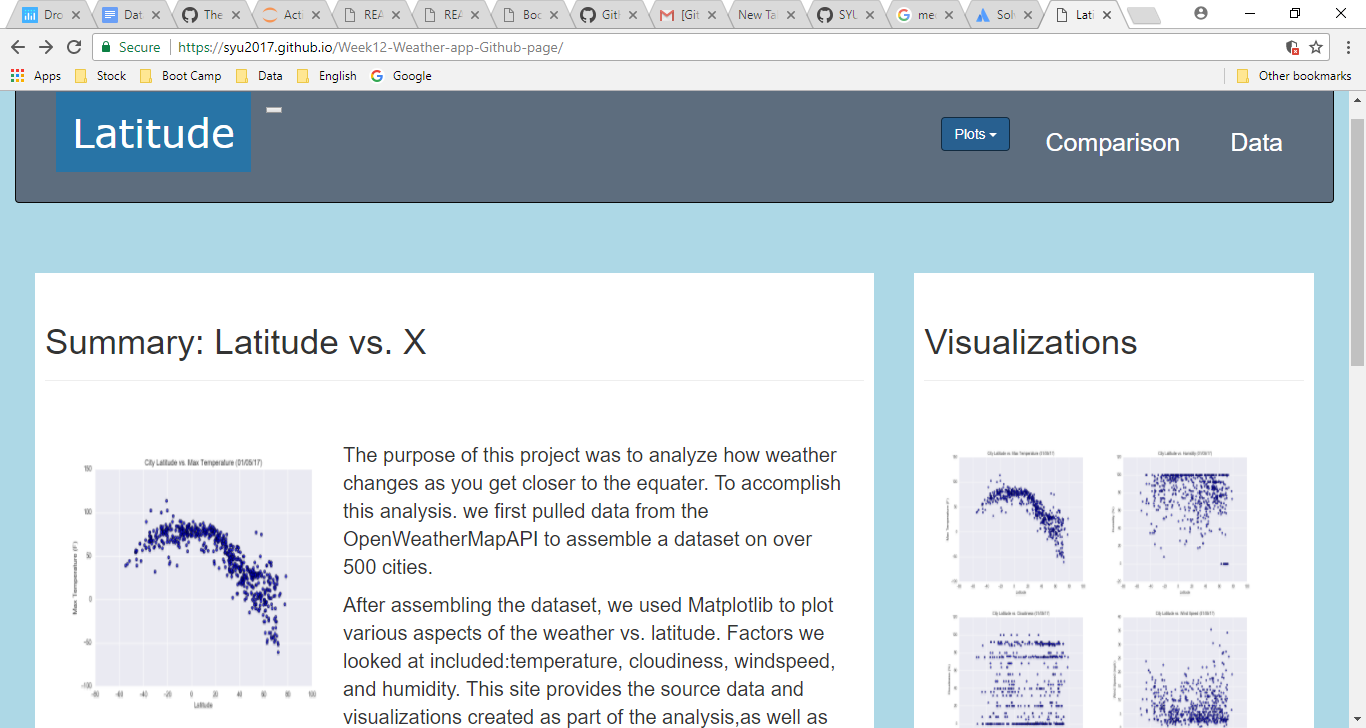 Dro
Dat
The
Act
REA
REA
Boc
Gitl
[Git
New Ta
SYU
me
Sol
Lati
Secure
https://syu2017.github.io/Week12-Weather-app-Github-page/
Apps
Stock
Boot Camp
Data
English
Google
Other bookmarks
Latitude
Plots
Comparison
Data
Summary: Latitude vs. X
City Latitude vs. Max Temperature (01/05/17)
150
100
50
0
-50
-100
Max Temperature (F)
-80 -60 -40 -20 0 20 40 60 80 100
Latitude
The purpose of this project was to analyze how weather
changes as you get closer to the equater. To accomplish
this analysis. we first pulled data from the
OpenWeatherMapAPI to assemble a dataset on over
500 cities.
After assembling the dataset, we used Matplotlib to plot
various aspects of the weather vs. latitude. Factors we
looked at included:temperature, cloudiness, windspeed,
and humidity. This site provides the source data and
visualizations created as part of the analysis,as well as
Visualizations